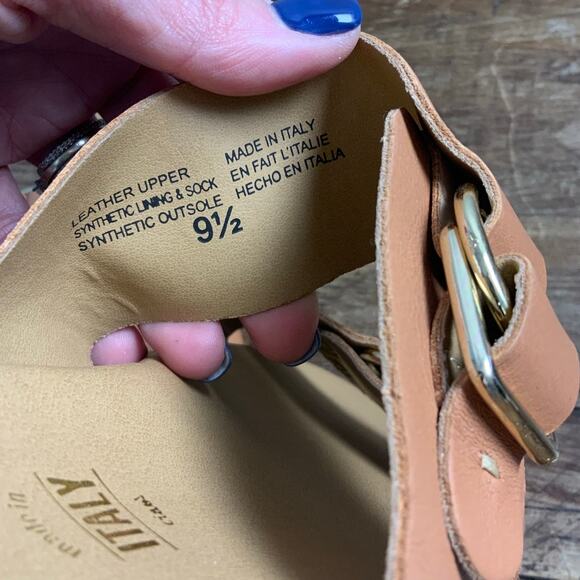 LEATHER UPPER
SYNTHETIC LINING & SOCK
SYNTHETIC OUTSOLE
MADE IN ITALY
EN FAIT L'ITALIE
HECHO EN ITALIA
9½
made in
ITALY